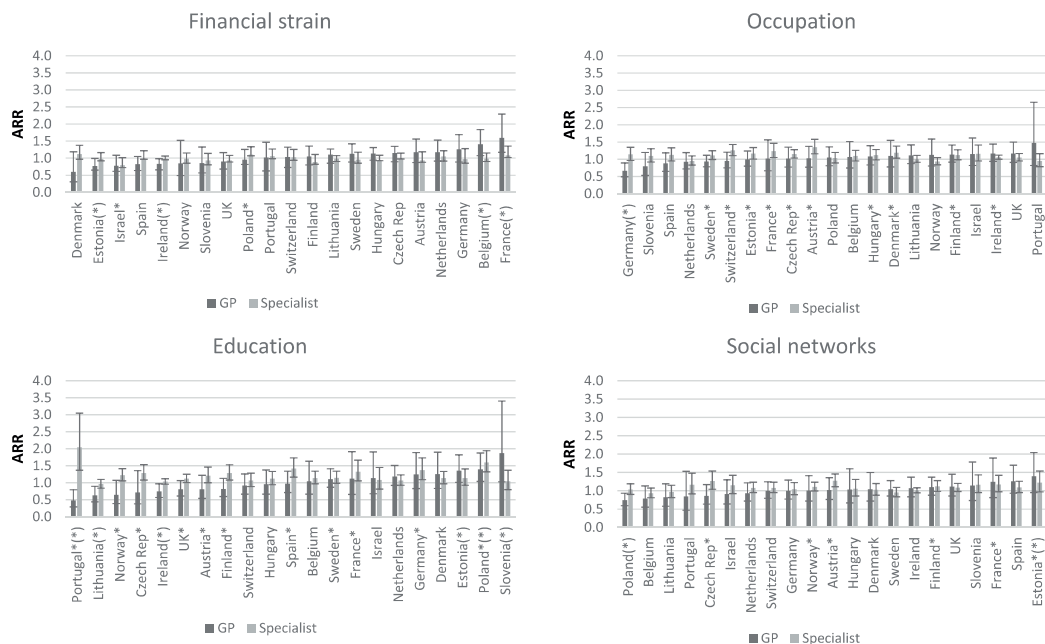 Financial strain
ARR
4.0
3.5
3.0
2.5
2.0
1.5
1.0
0.5
0.0
Denmark
Estonia(*)
Israel*
Spain
Ireland(*)
Norway
Slovenia
UK
Poland*
Portugal
Switzerland
Finland
Lithuania
Sweden
Hungary
Czech Rep
Austria
Netherlands
Germany
Belgium(*)
France(*)
GP Specialist
Occupation
ARR
4.0
3.5
3.0
2.5
2.0
1.5
1.0
0.5
0.0
Germany(*)
Slovenia
Spain
Netherlands
Sweden*
Switzerland*
Estonia*
France*
Czech Rep*
Austria*
Poland
Belgium
Hungary*
Denmark*
Lithuania
Norway
Finland*
Israel
Ireland*
UK
Portugal
GP Specialist
Education
ARR
4.0
3.5
3.0
2.5
2.0
1.5
1.0
0.5
0.0
Portugal*(*)
Lithuania(*)
Norway*
Czech Rep*
Ireland(*)
UK*
Austria*
Finland*
Switzerland
Hungary
Spain*
Belgium
Sweden*
France*
Israel
Netherlands
Germany*
Denmark
Estonia(*)
Poland*(*)
Slovenia(*)
GP Specialist
Social networks
ARR
4.0
3.5
3.0
2.5
2.0
1.5
1.0
0.5
0.0
Poland(*)
Belgium
Lithuania
Portugal
Czech Rep*
Israel
Netherlands
Switzerland
Germany
Norway*
Austria*
Hungary
Denmark
Sweden
Ireland
Finland*
UK
Slovenia
France*
Spain
Estonia*(*)
GP Specialist